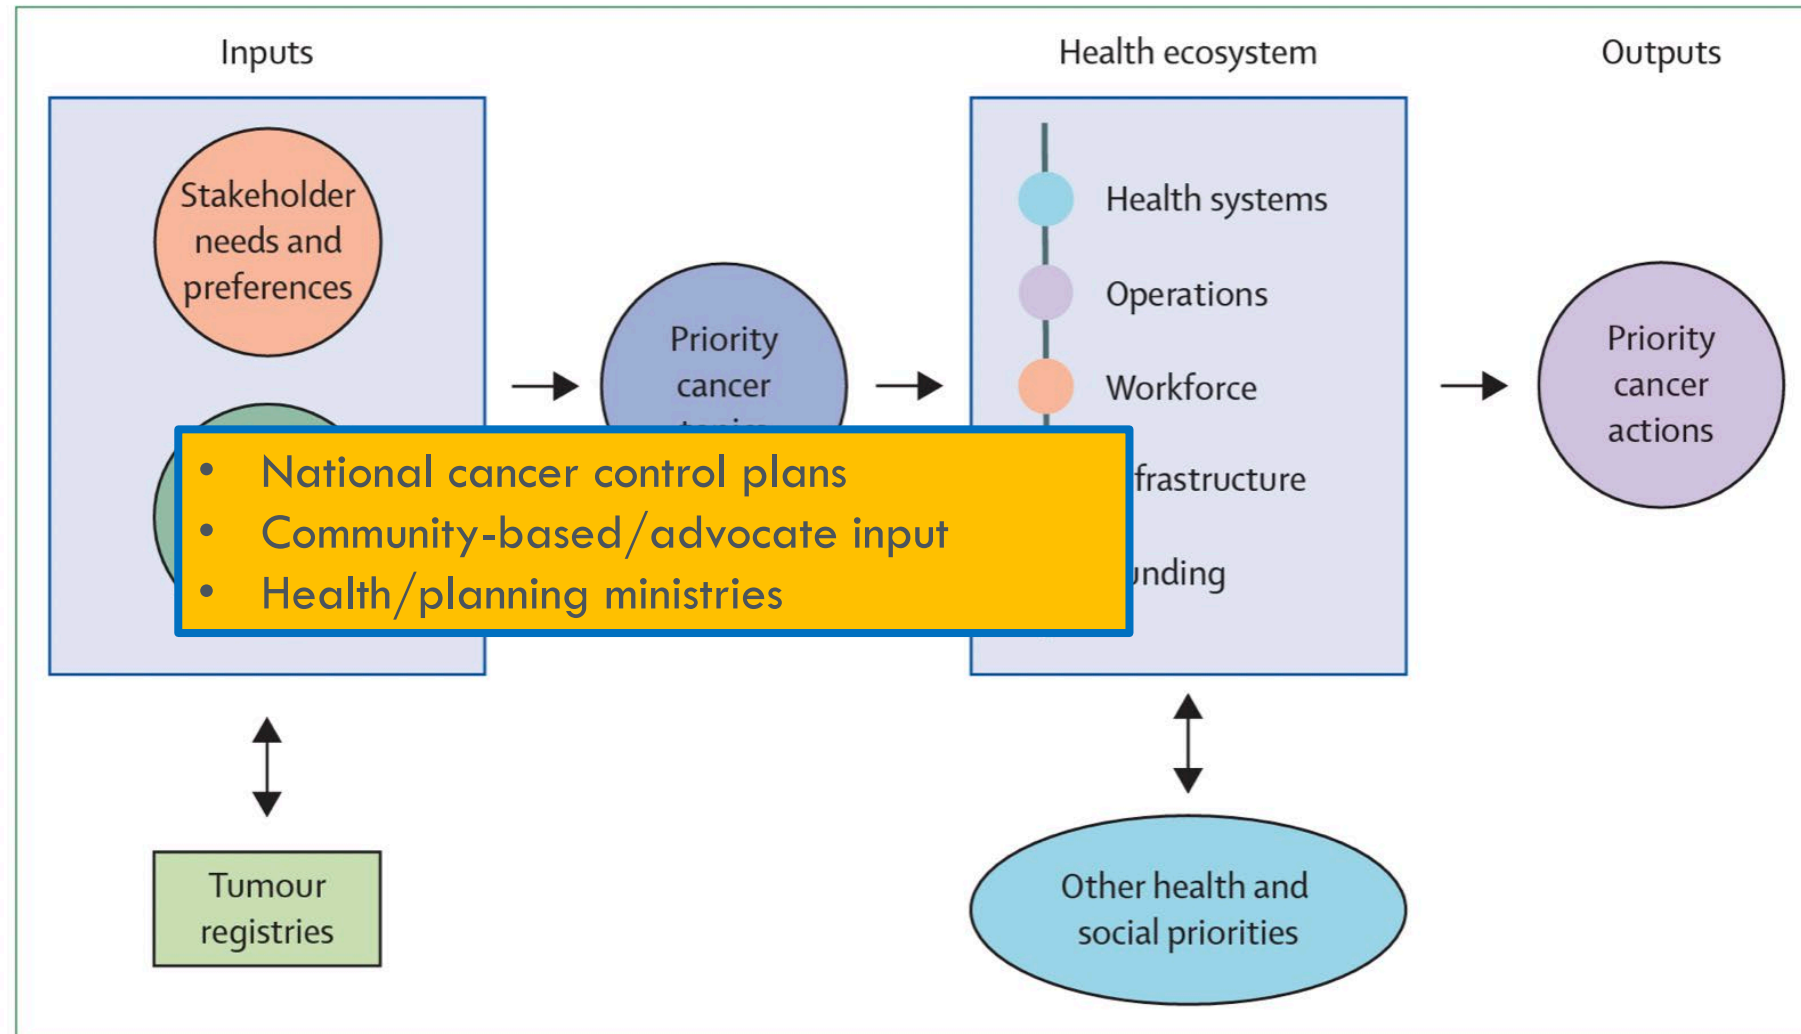 Inputs
Health ecosystem
Outputs
Stakeholder
needs and
preferences
Priority
cancer
Health systems
Operations
Workforce
frastructure
unding
Priority
cancer
actions
• National cancer control plans
• Community-based/advocate input
• Health/planning ministries
Tumour
registries
Other health and
social priorities